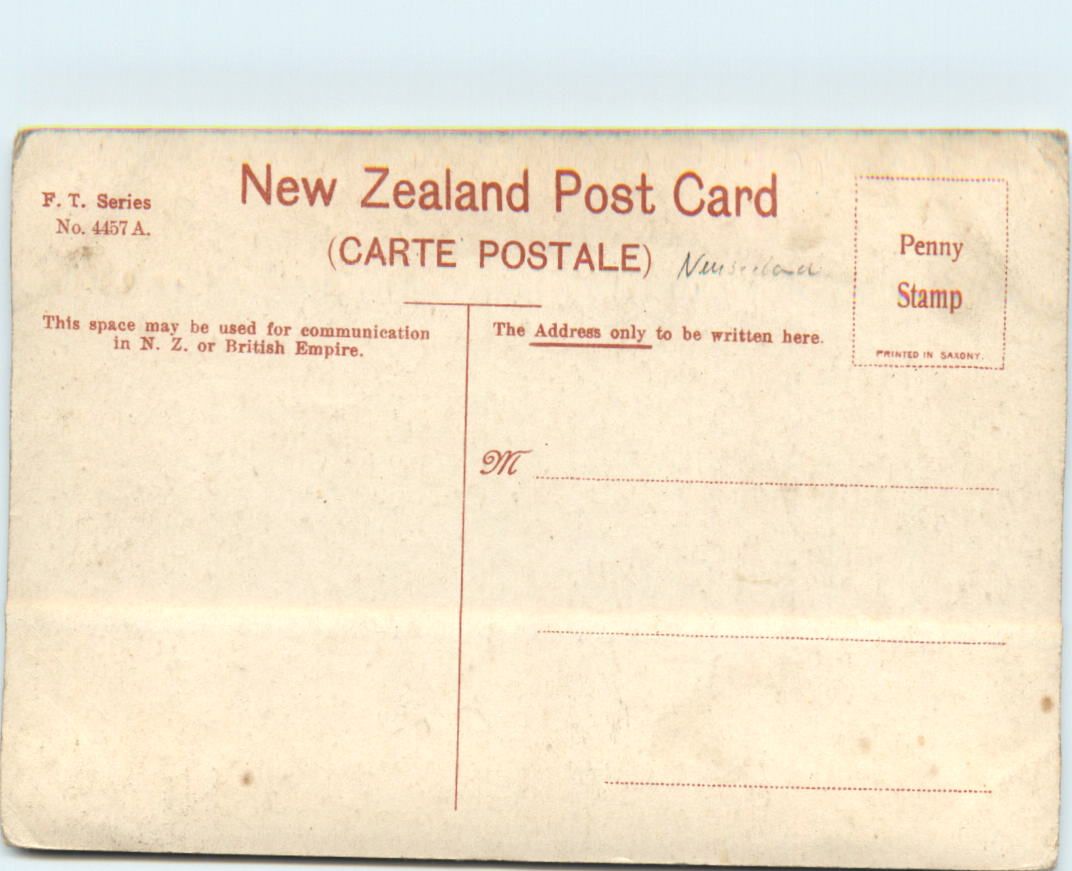 F. T. Series
No. 4457 A.
New Zealand Post Card
(CARTE POSTALE)
Neuseeland
Penny
Stamp
PRINTED IN SAXONY.
This space may be used for communication
in N. Z. or British Empire.
The Address only to be written here.
M